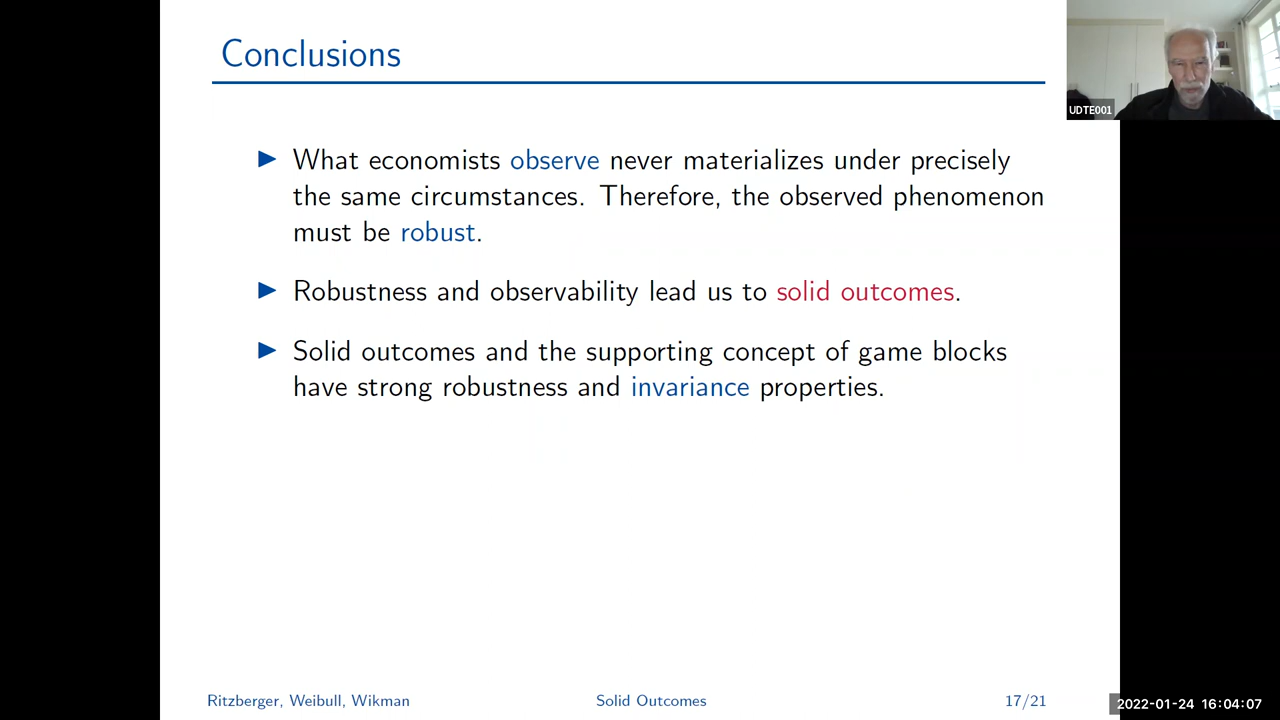 Conclusions
UDTE001
▶ What economists observe never materializes under precisely
the same circumstances. Therefore, the observed phenomenon
must be robust.
▶ Robustness and observability lead us to solid outcomes.
▶ Solid outcomes and the supporting concept of game blocks
have strong robustness and invariance properties.
Ritzberger, Weibull, Wikman
Solid Outcomes
17/21
2022-01-24 16:04:07